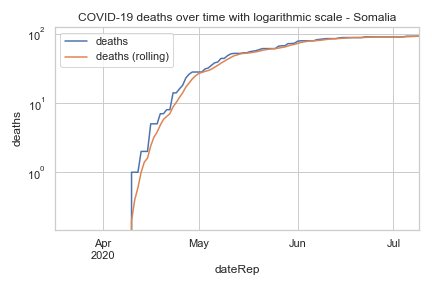 COVID-19 deaths over time with logarithmic scale - Somalia
deaths
deaths (rolling)
10²
10¹
10⁰
deaths
Apr
2020
May
Jun
Jul
dateRep